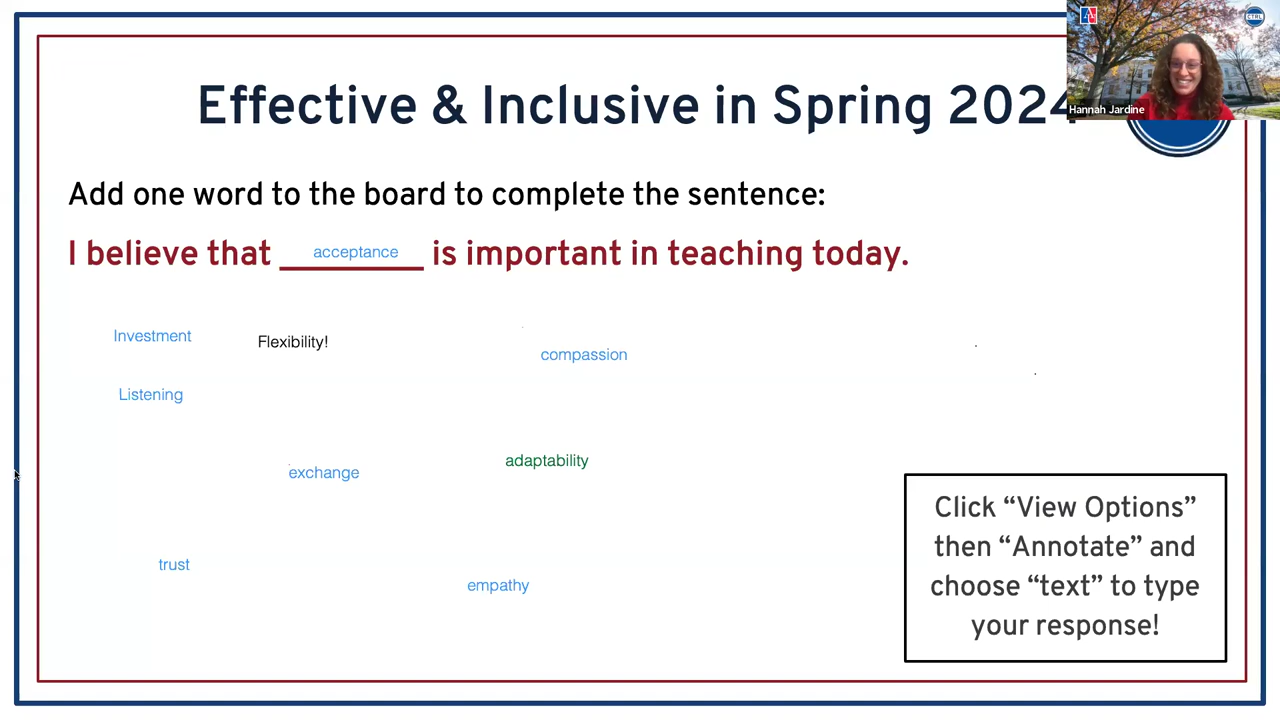 CTRL
Hannah Jardine
Effective & Inclusive in Spring 2024
Add one word to the board to complete the sentence:
I believe that acceptance is important in teaching today.
Investment
Flexibility!
compassion
Listening
exchange
adaptability
trust
empathy
Click “View Options”
then “Annotate” and
choose “text” to type
your response!